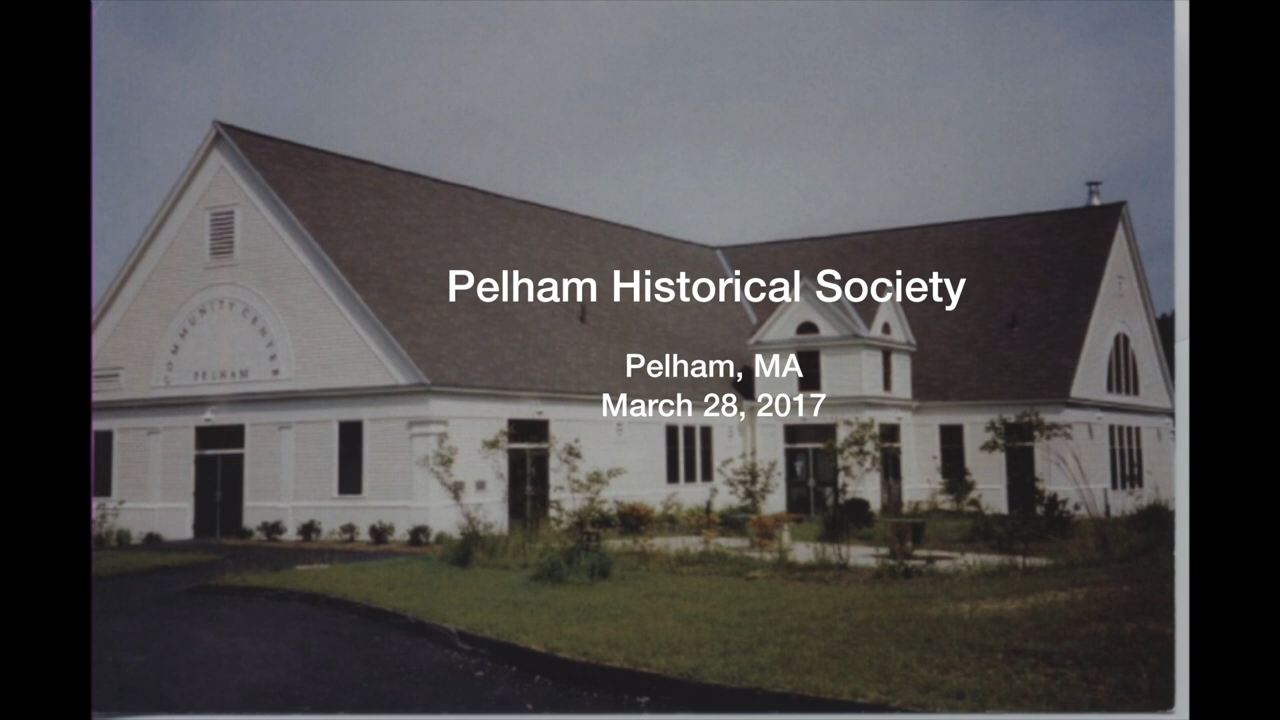 Pelham Historical Society
Pelham, MA
March 28, 2017
COMMUNITY CENTER
PELHAM